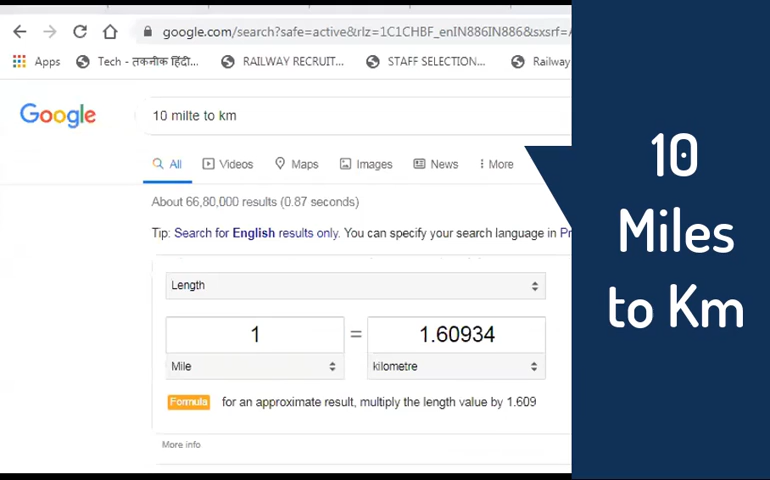 google.com/search?safe=active&rlz=1C1CHBF_enIN886IN886&sxsrf=
Apps Tech - तकनीक हिंदी... RAILWAY RECRUIT... STAFF SELECTION... Railway
Google
10 milte to km
All Videos Maps Images News More
About 66,80,000 results (0.87 seconds)
Tip: Search for English results only. You can specify your search language in Pr
Length
1 = 1.60934
Mile kilometre
Formula for an approximate result, multiply the length value by 1.609
More info
10
Miles
to Km